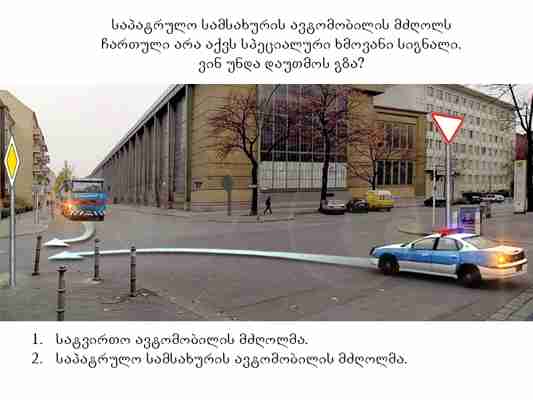 საპატრულო სამსახურის ავტომობილის მძღოლს
ჩართული არა აქვს სპეციალური ხმოვანი სიგნალი.
ვინ უნდა დაუთმოს გზა?
1. სატვირთო ავტომობილის მძღოლმა.
2. საპატრულო სამსახურის ავტომობილის მძღოლმა.